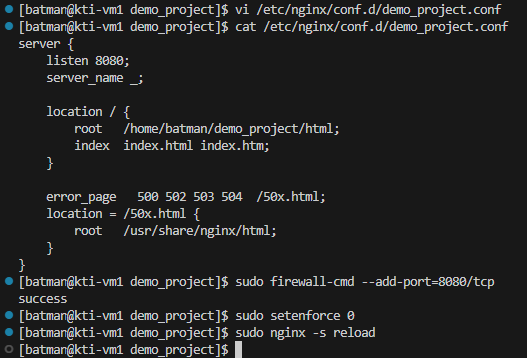 [batman@kti-vm1 demo_project]$ vi /etc/nginx/conf.d/demo_project.conf
[batman@kti-vm1 demo_project]$ cat /etc/nginx/conf.d/demo_project.conf
server {
    listen 8080;
    server_name _;

    location / {
        root   /home/batman/demo_project/html;
        index  index.html index.htm;
    }

    error_page   500 502 503 504  /50x.html;
    location = /50x.html {
        root   /usr/share/nginx/html;
    }
}
[batman@kti-vm1 demo_project]$ sudo firewall-cmd --add-port=8080/tcp
success
[batman@kti-vm1 demo_project]$ sudo setenforce 0
[batman@kti-vm1 demo_project]$ sudo nginx -s reload
[batman@kti-vm1 demo_project]$